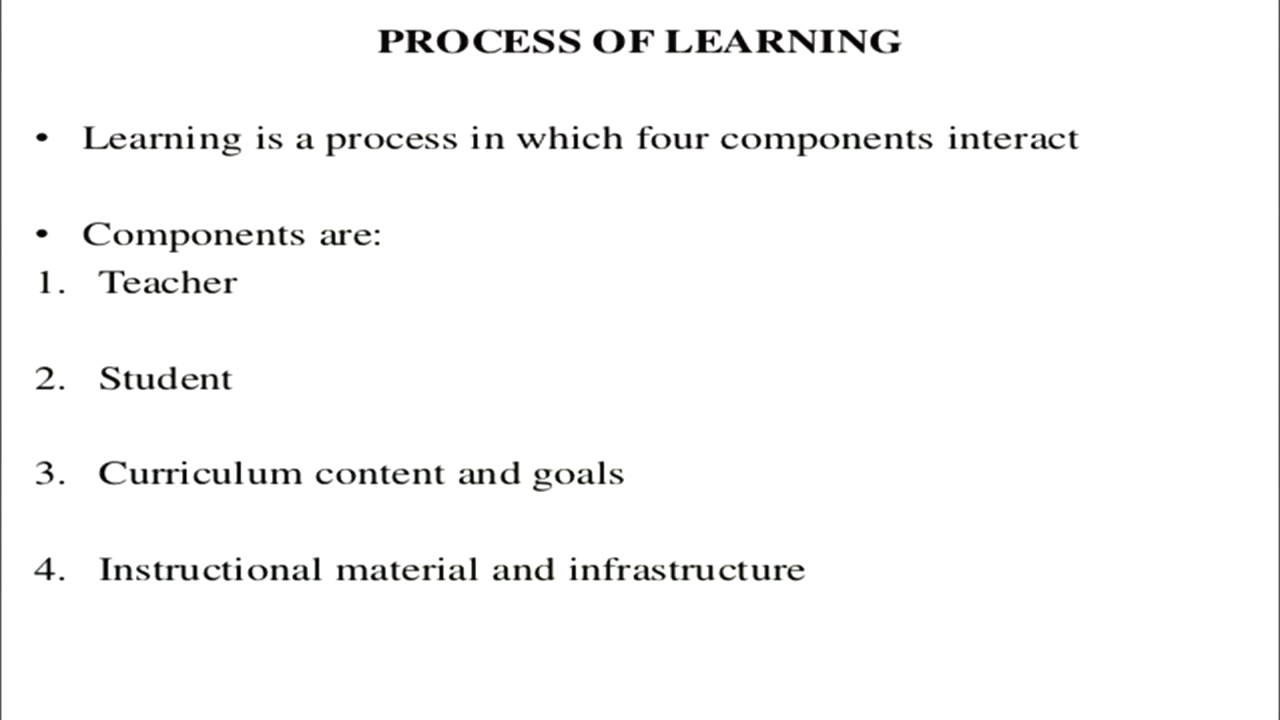 PROCESS OF LEARNING
• Learning is a process in which four components interact
• Components are:
1. Teacher
2. Student
3. Curriculum content and goals
4. Instructional material and infrastructure